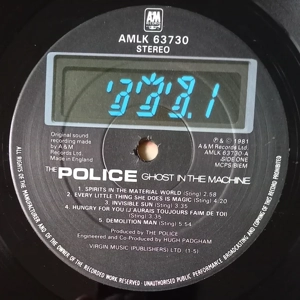 A&M
RECORDS
AMLK 63730
STEREO
Original sound
recording made
by A & M
Records Ltd.
Made in England
℗ & © 1981
A & M Records Ltd.
AMLK 63730 A
SIDE ONE
MCPS/BIEM
THE POLICE GHOST IN THE MACHINE
1. SPIRITS IN THE MATERIAL WORLD (Sting) 2.58
2. EVERY LITTLE THING SHE DOES IS MAGIC (Sting) 4.20
3. INVISIBLE SUN (Sting) 3.35
4. HUNGRY FOR YOU (J'AURAIS TOUJOURS FAIM DE TOI)
(Sting) 2.52
5. DEMOLITION MAN (Sting)
5:54
Produced by THE POLICE
Engineered and Co-Produced by HUGH PADGHAM
VIRGIN MUSIC (PUBLISHERS) LTD. (1-5)
ALL RIGHTS OF THE MANUFACTURER AND OF THE OWNER OF THE RECORDED WORK RESERVED · UNAUTHORISED PUBLIC PERFORMANCE, BROADCASTING AND COPYING OF THIS RECORD PROHIBITED